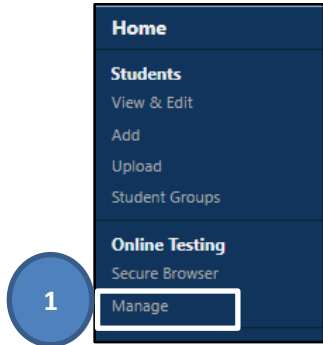 Home
Students
View & Edit
Add
Upload
Student Groups
Online Testing
Secure Browser
1
Manage